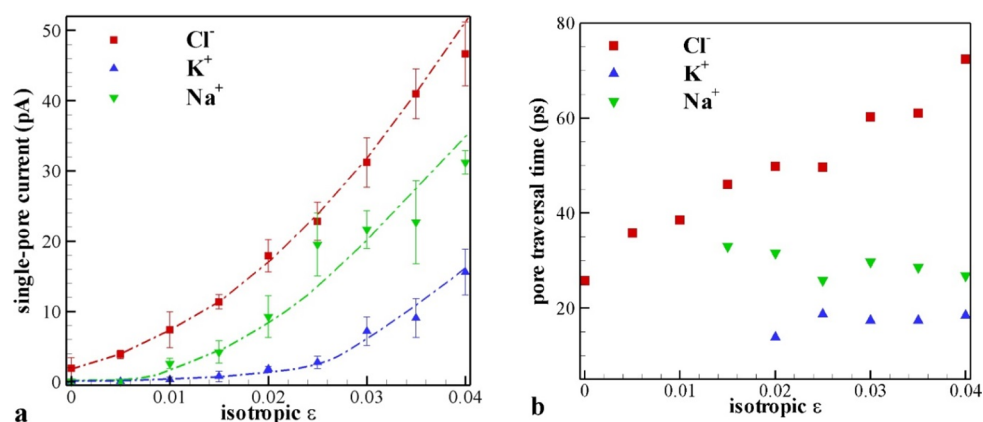 50
40
30
20
10
0
single-pore current (pA)
Cl⁻
K⁺
Na⁺
0
0.01
0.02
0.03
0.04
isotropic ε
a
80
60
40
20
pore traversal time (ps)
Cl⁻
K⁺
Na⁺
0
0.01
0.02
0.03
0.04
isotropic ε
b